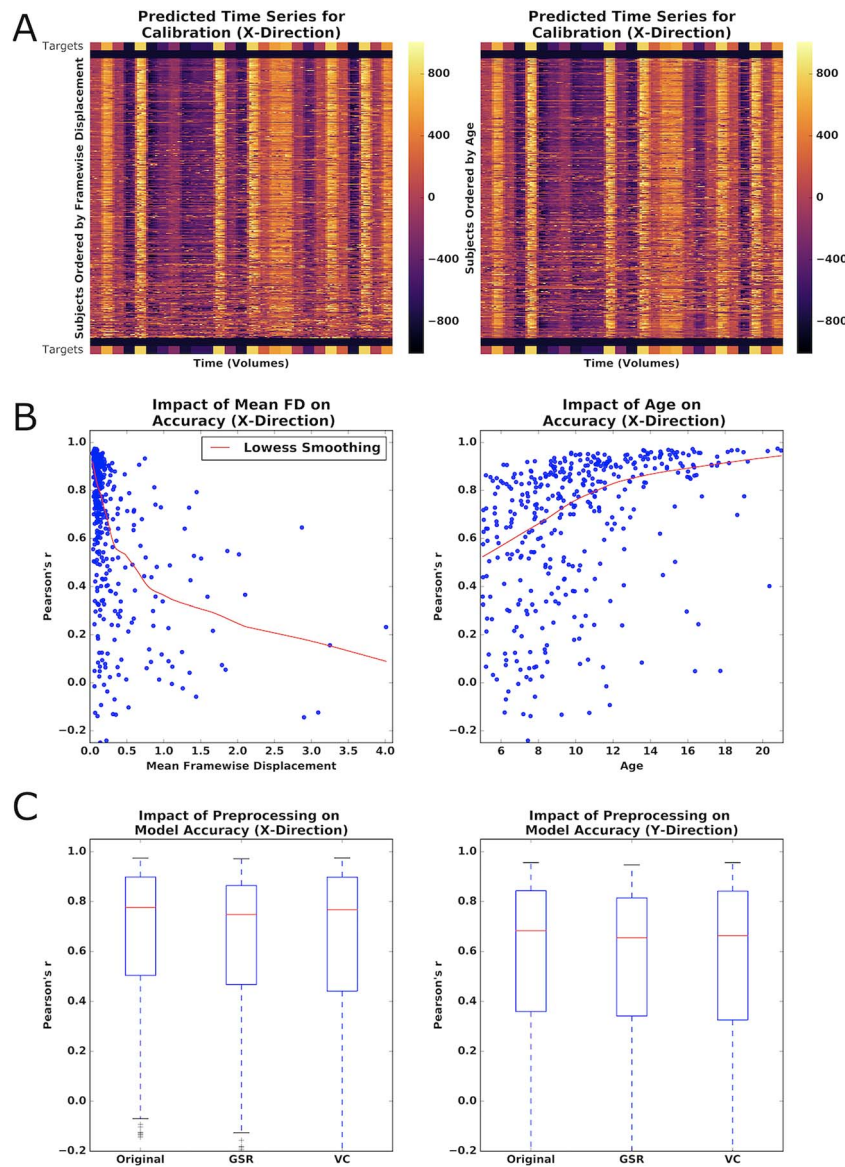 A
Predicted Time Series for
Calibration (X-Direction)
Targets
Subjects Ordered by Framewise Displacement
Targets
Time (Volumes)
800
400
0
−400
−800
Predicted Time Series for
Calibration (X-Direction)
Subjects Ordered by Age
Time (Volumes)
800
400
0
−400
−800
B
Impact of Mean FD on
Accuracy (X-Direction)
Lowess Smoothing
Pearson's r
1.0
0.8
0.6
0.4
0.2
0.0
−0.2
0.0 0.5 1.0 1.5 2.0 2.5 3.0 3.5 4.0
Mean Framewise Displacement
Impact of Age on
Accuracy (X-Direction)
Pearson's r
1.0
0.8
0.6
0.4
0.2
0.0
−0.2
6 8 10 12 14 16 18 20
Age
C
Impact of Preprocessing on
Model Accuracy (X-Direction)
Pearson's r
1.0
0.8
0.6
0.4
0.2
0.0
−0.2
Original GSR VC
Impact of Preprocessing on
Model Accuracy (Y-Direction)
Pearson's r
1.0
0.8
0.6
0.4
0.2
0.0
−0.2
Original GSR VC